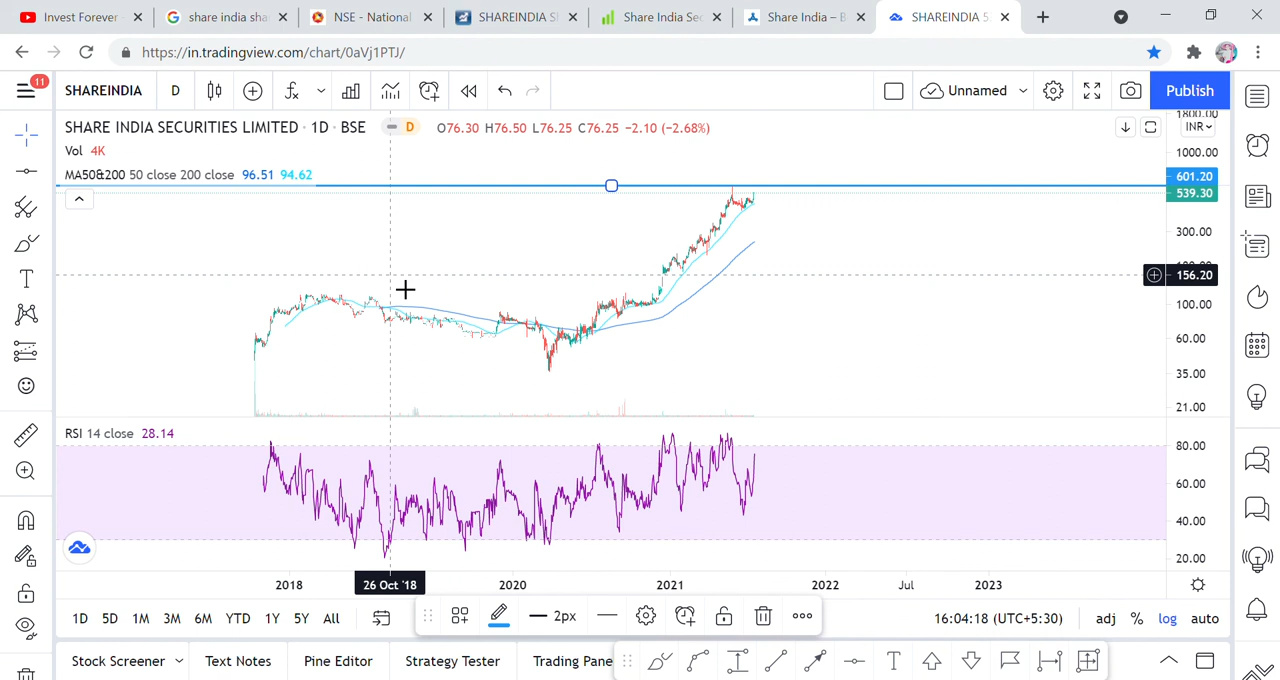 Invest Forever
share india sha
NSE - National
SHAREINDIA S
Share India Sec
Share India – B
SHAREINDIA 5
https://in.tradingview.com/chart/0aVj1PTJ/
11
SHAREINDIA
D
Unnamed
Publish
SHARE INDIA SECURITIES LIMITED · 1D · BSE
D
O76.30 H76.50 L76.25 C76.25 −2.10 (−2.68%)
Vol 4K
MA50&200 50 close 200 close 96.51 94.62
1800.00
INR
1000.00
601.20
539.30
300.00
156.20
100.00
60.00
35.00
21.00
RSI 14 close 28.14
80.00
60.00
40.00
20.00
2018
26 Oct '18
2020
2021
2022
Jul
2023
1D 5D 1M 3M 6M YTD 1Y 5Y All
2px
16:04:18 (UTC+5:30)
adj % log auto
Stock Screener
Text Notes
Pine Editor
Strategy Tester
Trading Pane
T